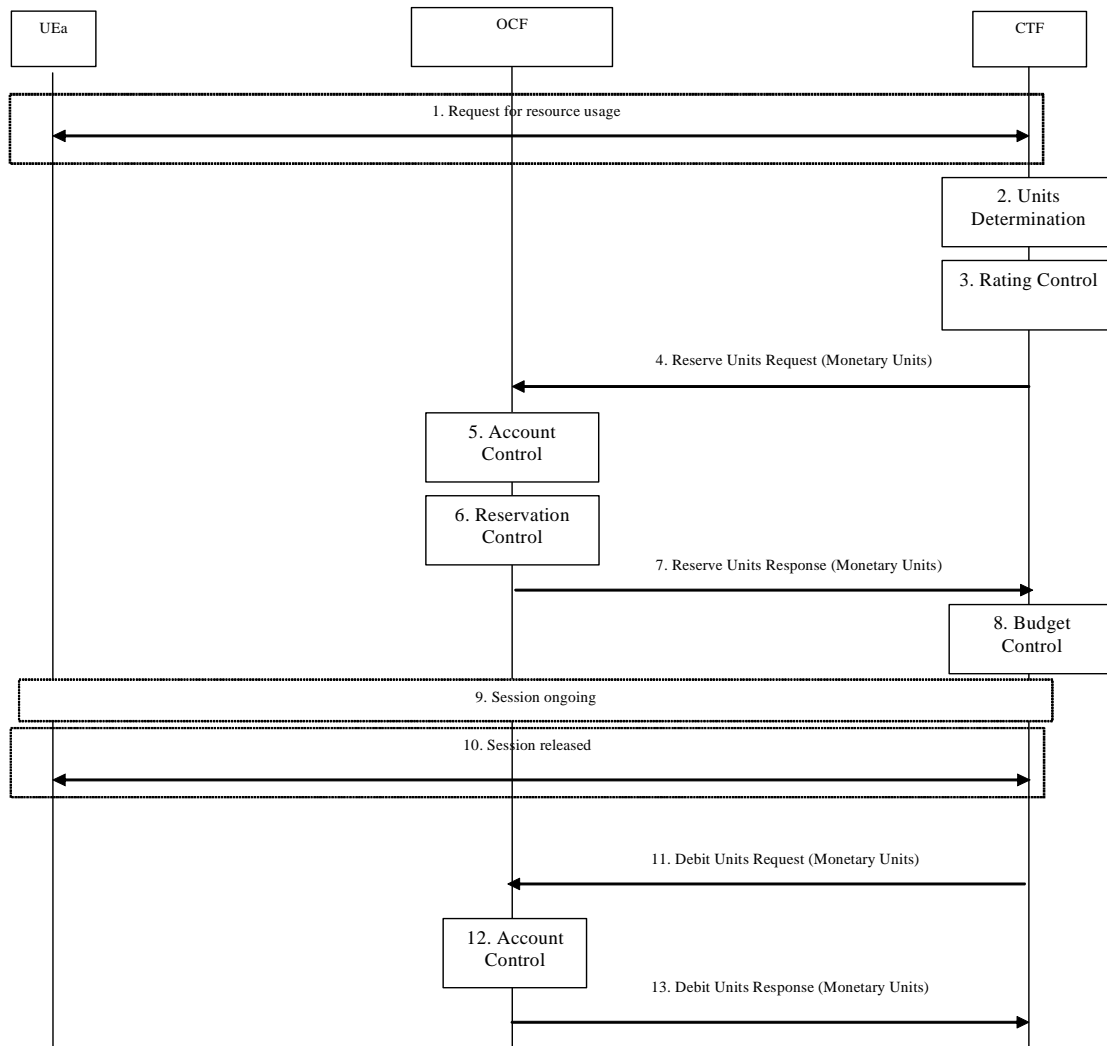 UEa
OCF
CTF
1. Request for resource usage
2. Units
Determination
3. Rating Control
4. Reserve Units Request (Monetary Units)
5. Account
Control
6. Reservation
Control
7. Reserve Units Response (Monetary Units)
8. Budget
Control
9. Session ongoing
10. Session released
11. Debit Units Request (Monetary Units)
12. Account
Control
13. Debit Units Response (Monetary Units)